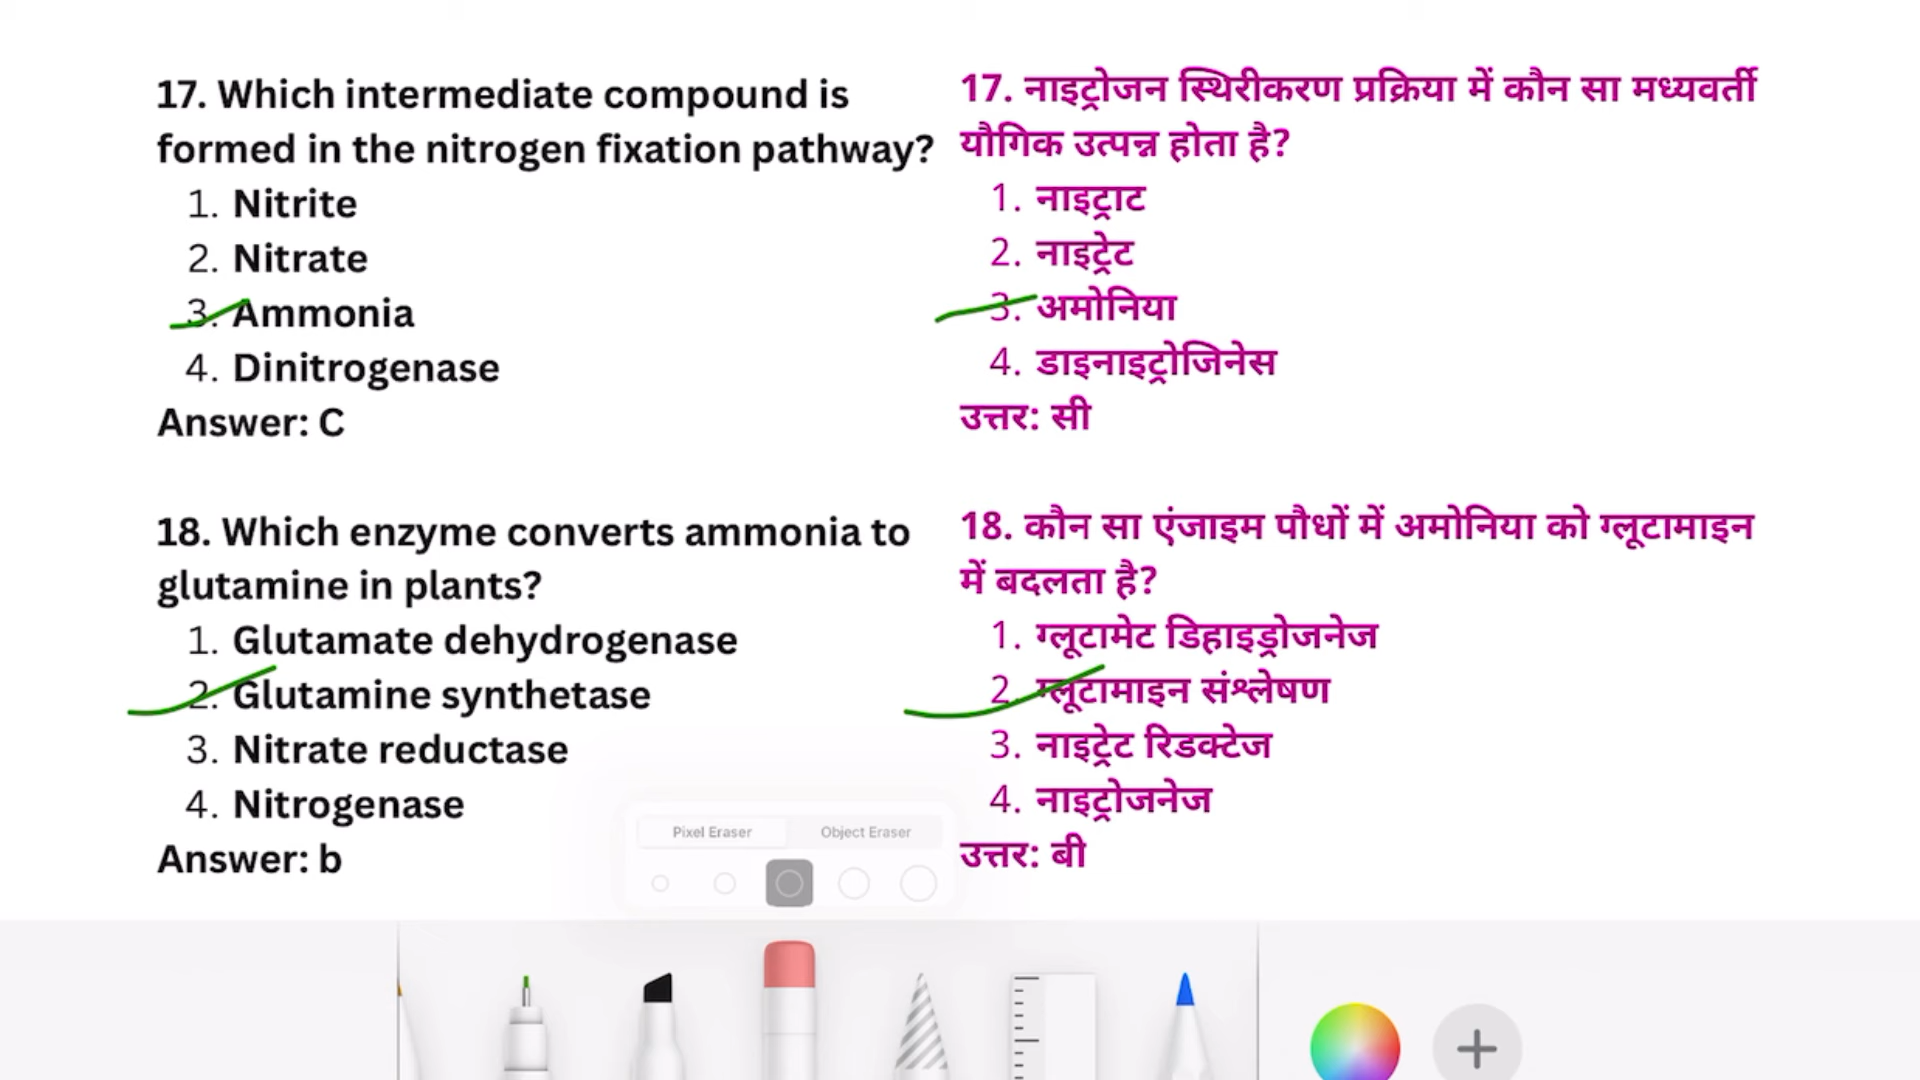 17. Which intermediate compound is
formed in the nitrogen fixation pathway?
1. Nitrite
2. Nitrate
3. Ammonia
4. Dinitrogenase
Answer: C
18. Which enzyme converts ammonia to
glutamine in plants?
1. Glutamate dehydrogenase
2. Glutamine synthetase
3. Nitrate reductase
4. Nitrogenase
Answer: b
17. नाइट्रोजन स्थिरीकरण प्रक्रिया में कौन सा मध्यवर्ती
यौगिक उत्पन्न होता है?
1. नाइट्राट
2. नाइट्रेट
3. अमोनिया
4. डाइनाइट्रोजिनेस
उत्तर: सी
18. कौन सा एंजाइम पौधों में अमोनिया को ग्लूटामाइन
में बदलता है?
1. ग्लूटामेट डिहाइड्रोजनेज
2. ग्लूटामाइन संश्लेषण
3. नाइट्रेट रिडक्टेज
4. नाइट्रोजनेज
उत्तर: बी
Pixel Eraser
Object Eraser